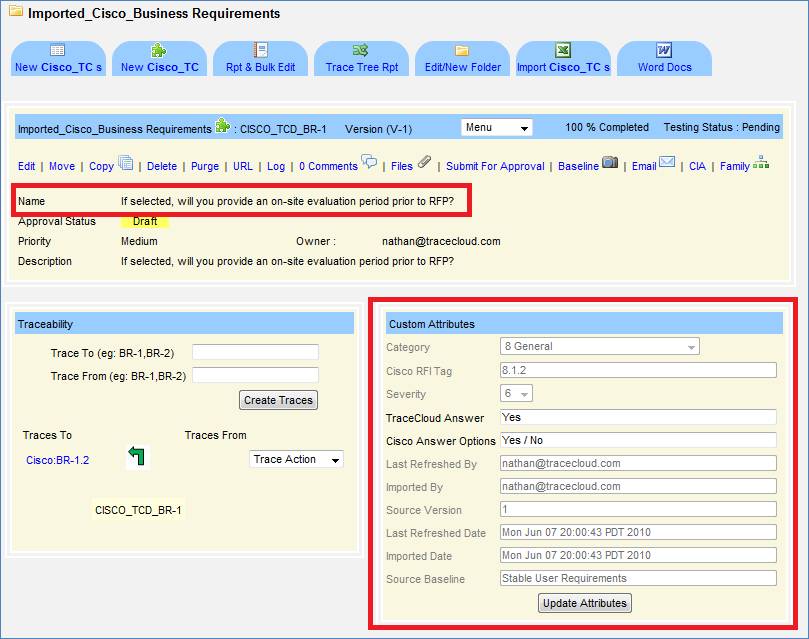 Imported_Cisco_Business Requirements
New Cisco_TC s
New Cisco_TC
Rpt & Bulk Edit
Trace Tree Rpt
Edit/New Folder
Import Cisco_TC s
Word Docs
Imported_Cisco_Business Requirements : CISCO_TCD_BR-1 Version (V-1) Menu 100 % Completed Testing Status : Pending
Edit | Move | Copy | Delete | Purge | URL | Log | 0 Comments | Files | Submit For Approval | Baseline | Email | CIA | Family
Name If selected, will you provide an on-site evaluation period prior to RFP?
Approval Status Draft
Priority Medium Owner : nathan@tracecloud.com
Description If selected, will you provide an on-site evaluation period prior to RFP?
Traceability
Trace To (eg: BR-1,BR-2)
Trace From (eg: BR-1,BR-2)
Create Traces
Traces To Traces From
Cisco:BR-1.2 Trace Action
CISCO_TCD_BR-1
Custom Attributes
Category 8 General
Cisco RFI Tag 8.1.2
Severity 6
TraceCloud Answer Yes
Cisco Answer Options Yes / No
Last Refreshed By nathan@tracecloud.com
Imported By nathan@tracecloud.com
Source Version 1
Last Refreshed Date Mon Jun 07 20:00:43 PDT 2010
Imported Date Mon Jun 07 20:00:43 PDT 2010
Source Baseline Stable User Requirements
Update Attributes